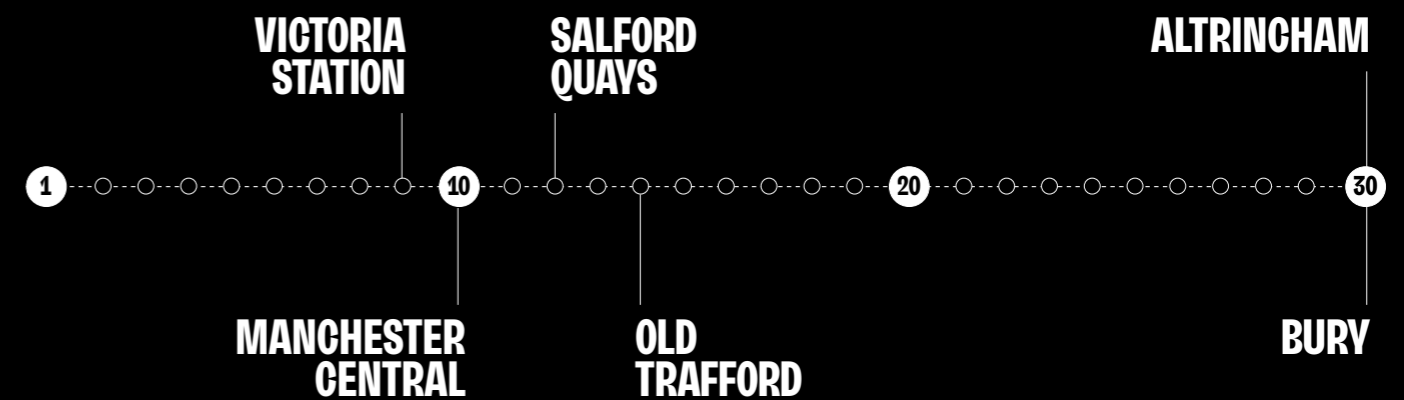 VICTORIA
STATION
SALFORD
QUAYS
ALTRINCHAM
1
10
20
30
MANCHESTER
CENTRAL
OLD
TRAFFORD
BURY